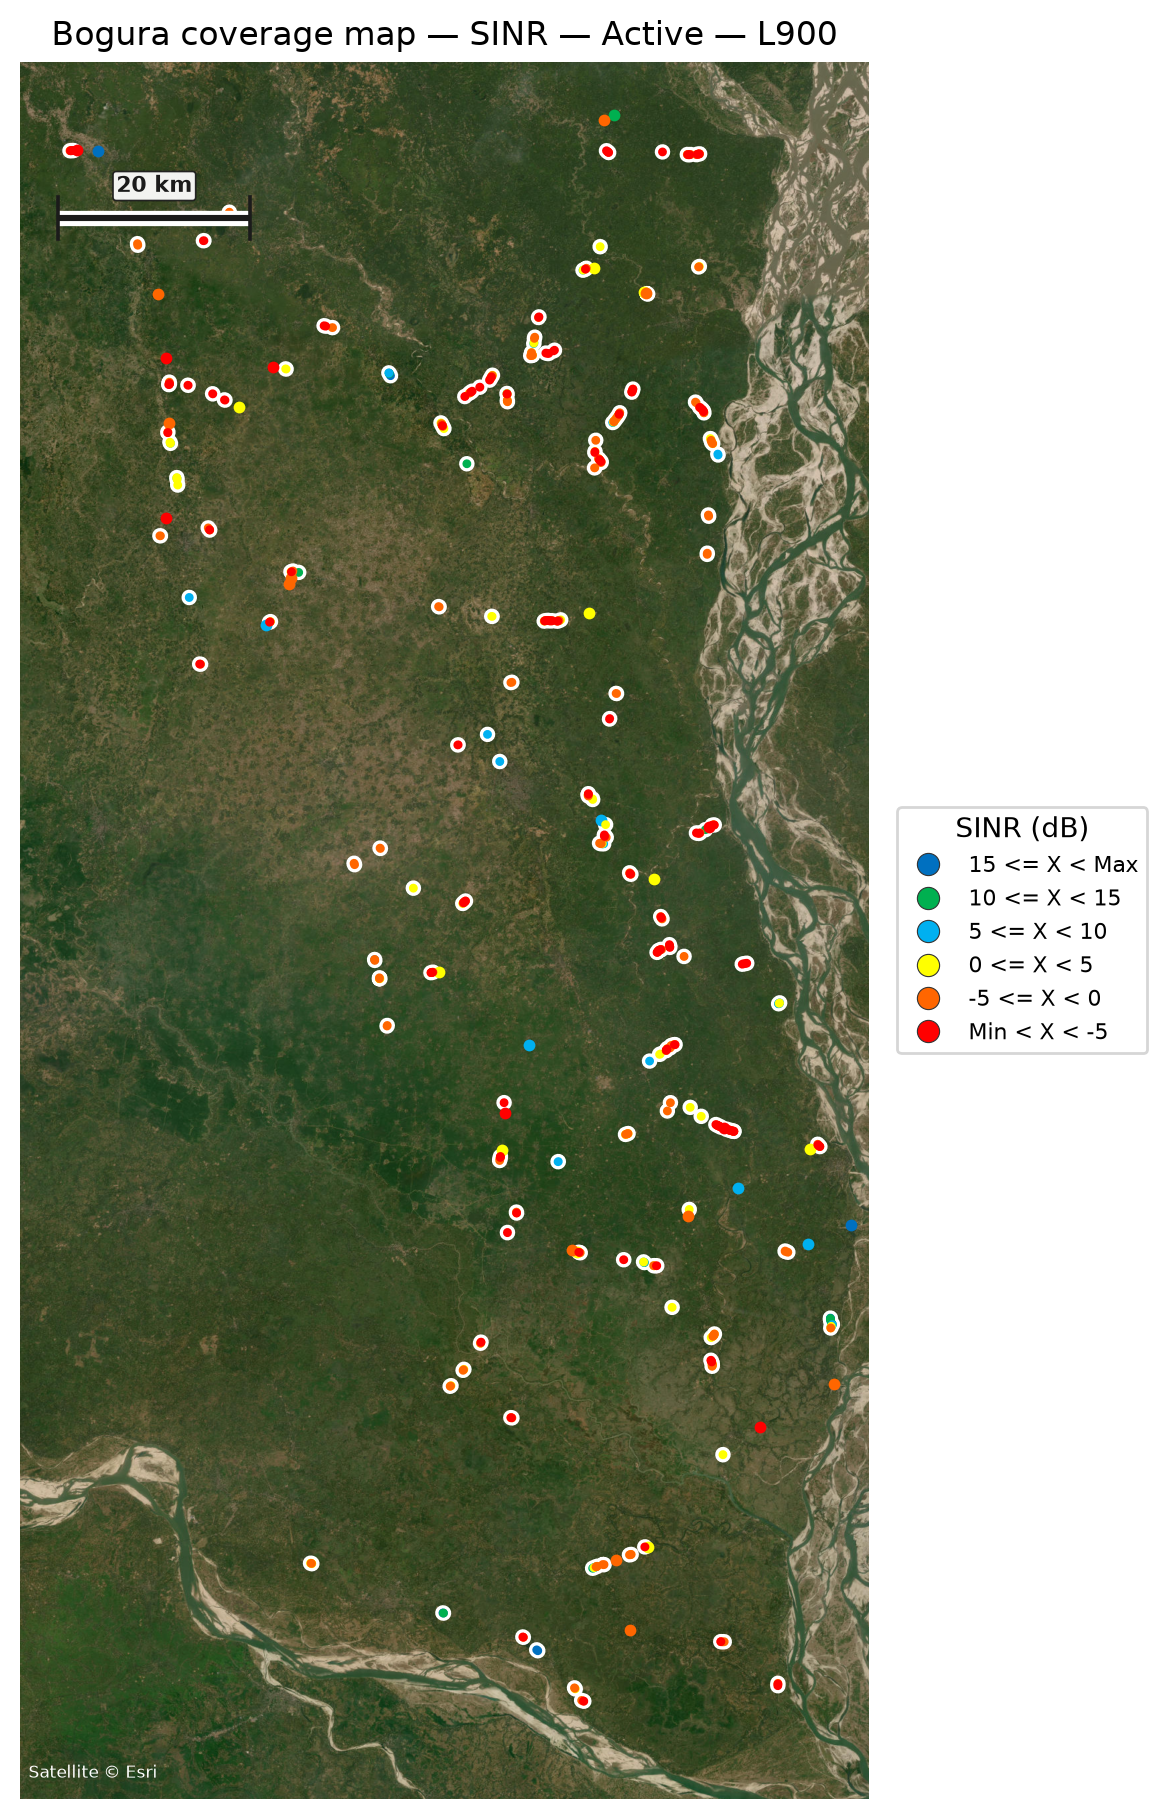 Bogura coverage map — SINR — Active — L900
20 km
SINR (dB)
15 <= X < Max
10 <= X < 15
5 <= X < 10
0 <= X < 5
-5 <= X < 0
Min < X < -5
Satellite © Esri